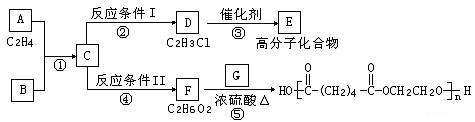 A
C₂H₄
B
①
C
反应条件Ⅰ
②
D
C₂H₃Cl
催化剂
③
E
高分子化合物
反应条件II
④
F
C₂H₆O₂
G
浓硫酸△
⑤
HO[C(=O)(CH₂)₄-C(=O)-OCH₂CH₂O]ₙH